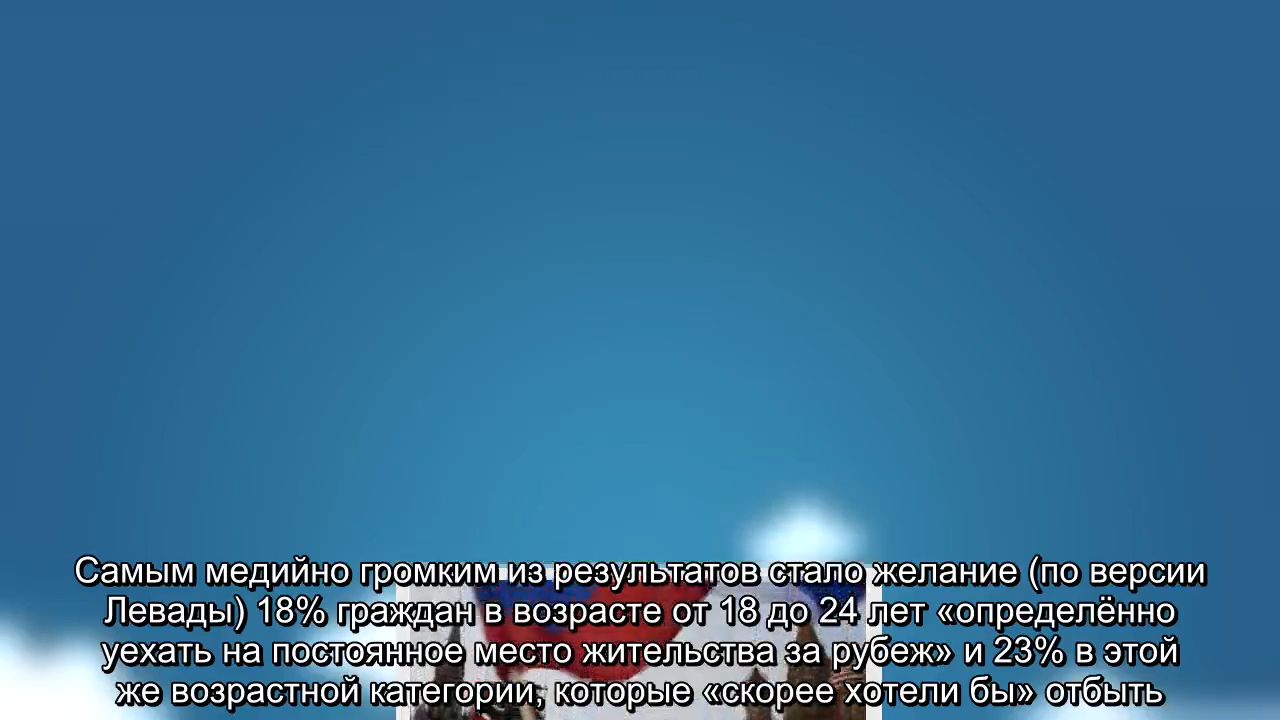 Самым медийно громким из результатов стало желание (по версии
Левады) 18% граждан в возрасте от 18 до 24 лет «определённо
уехать на постоянное место жительства за рубеж» и 23% в этой
же возрастной категории, которые «скорее хотели бы» отбыть